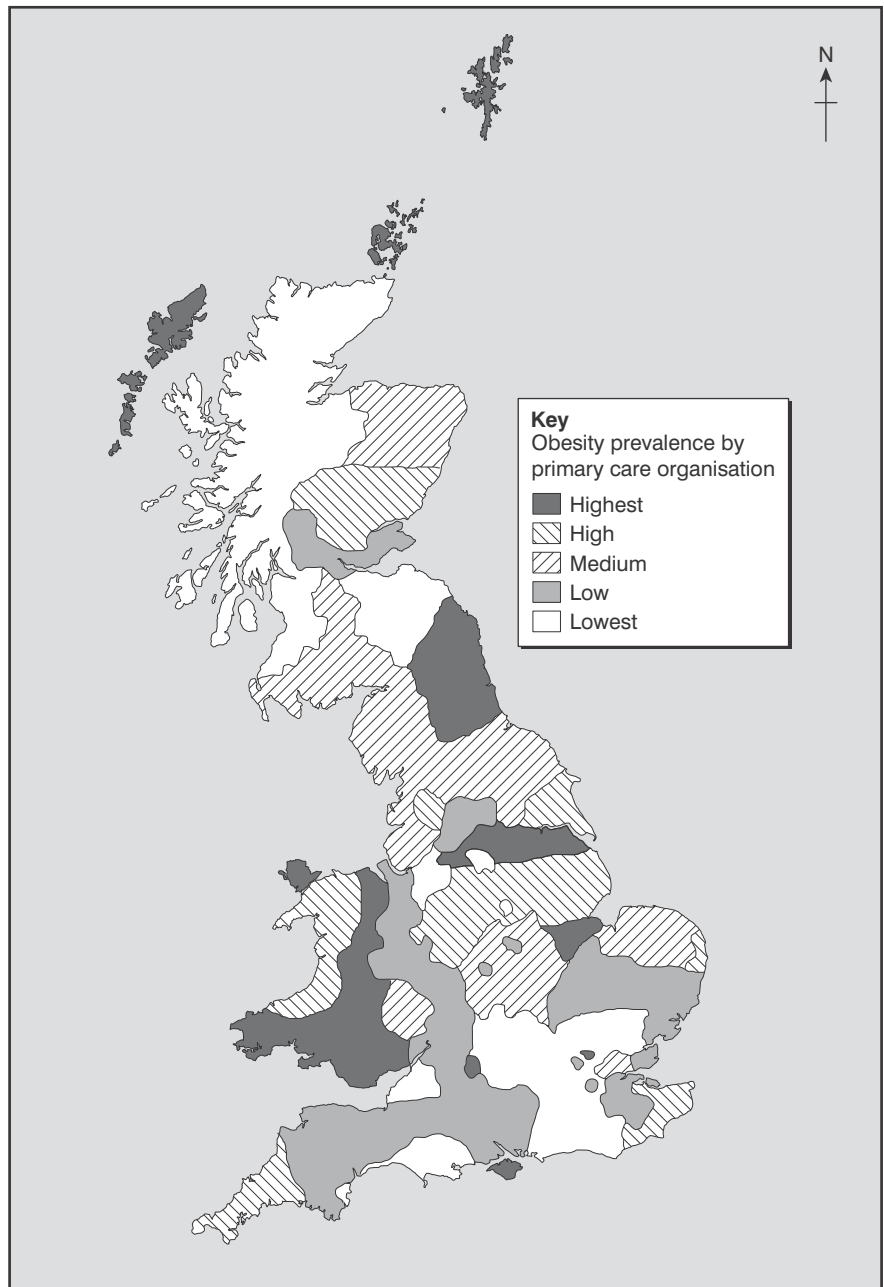 N
Key
Obesity prevalence by
primary care organisation
Highest
High
Medium
Low
Lowest